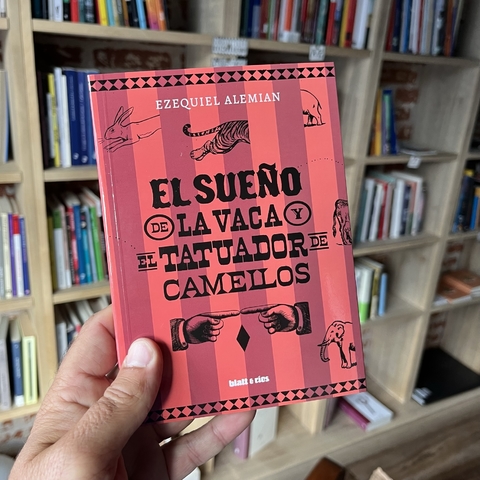 EZEQUIEL ALEMIAN
EL SUEÑO
DE LA VACA Y
EL TATUADOR DE
CAMELLOS
blatt & ríos